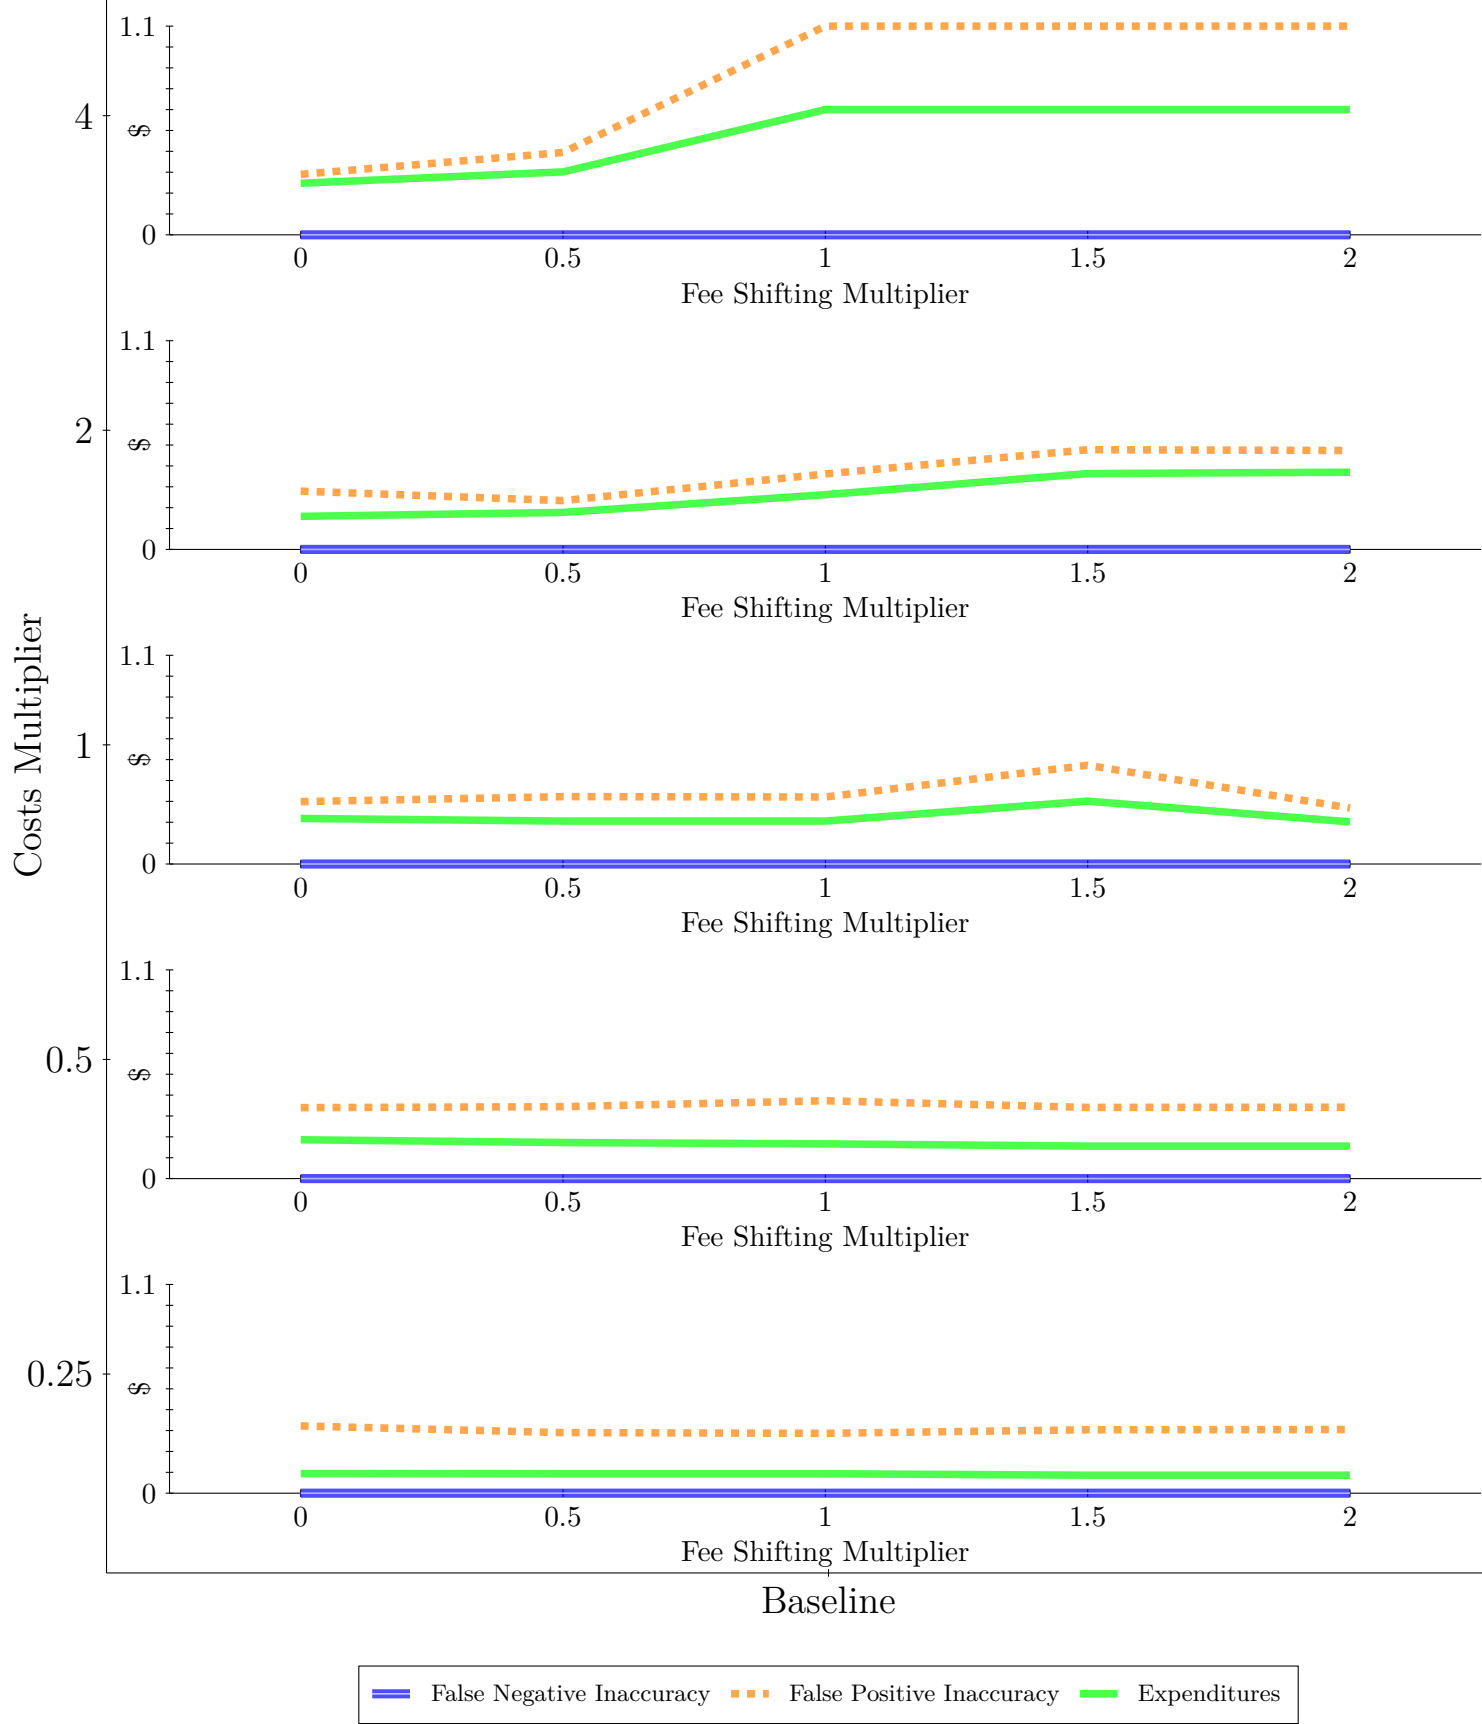 Costs Multiplier
4
1.1
$
0
0 0.5 1 1.5 2
Fee Shifting Multiplier
2
1.1
$
0
0 0.5 1 1.5 2
Fee Shifting Multiplier
1
1.1
$
0
0 0.5 1 1.5 2
Fee Shifting Multiplier
0.5
1.1
$
0
0 0.5 1 1.5 2
Fee Shifting Multiplier
0.25
1.1
$
0
0 0.5 1 1.5 2
Fee Shifting Multiplier
Baseline
False Negative Inaccuracy False Positive Inaccuracy Expenditures